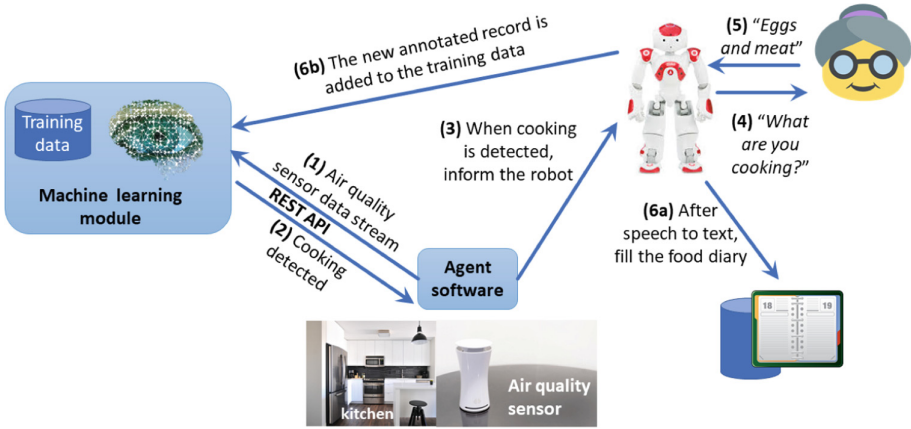 (6b) The new annotated record is
added to the training data
(5) “Eggs
and meat”
Training
data
Machine learning
module
(1) Air quality
sensor data stream
REST API
(2) Cooking
detected
(3) When cooking
is detected,
inform the robot
(4) “What
are you
cooking?”
(6a) After
speech to text,
fill the food diary
Agent
software
18
19
kitchen
Air quality
sensor